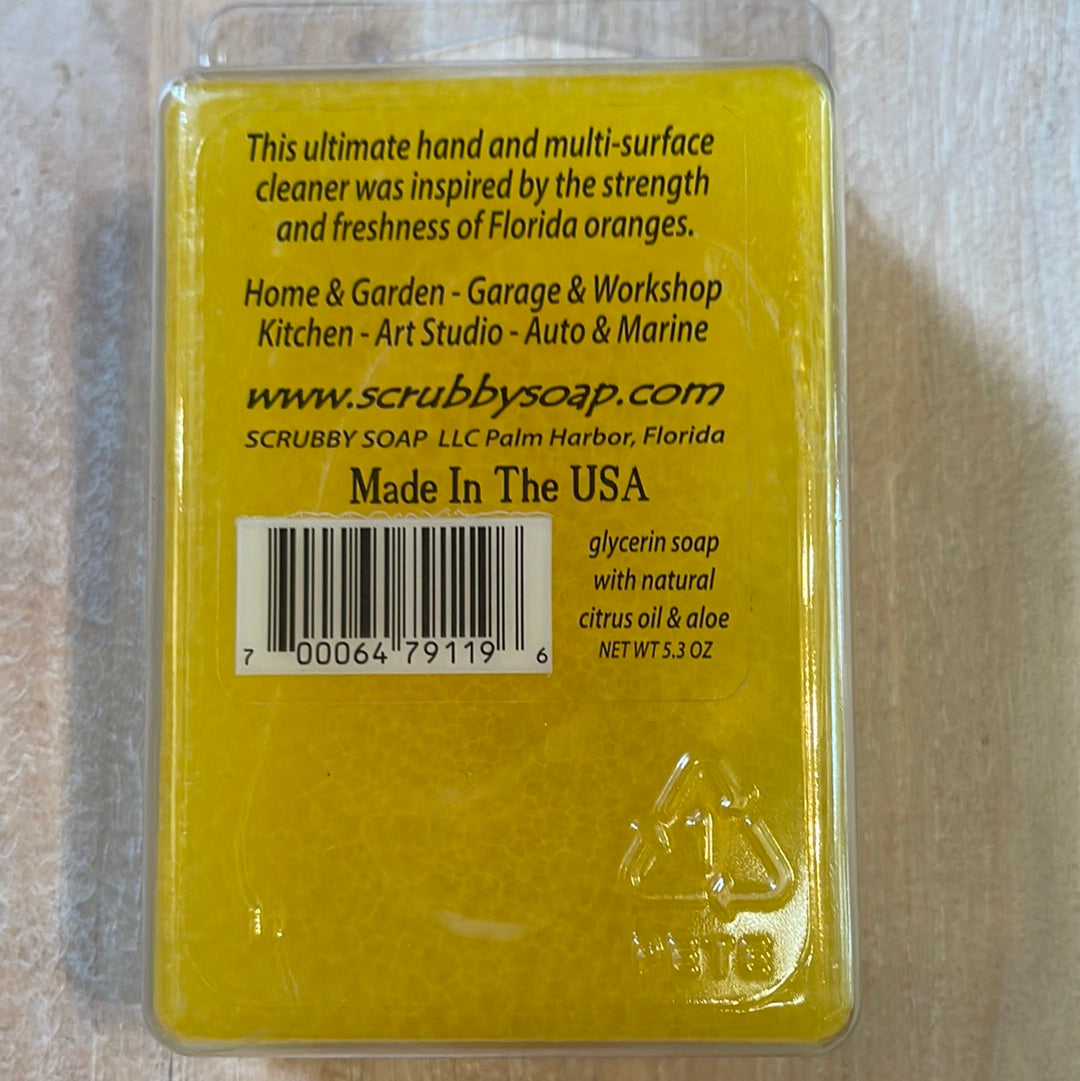 This ultimate hand and multi-surface
cleaner was inspired by the strength
and freshness of Florida oranges.
Home & Garden - Garage & Workshop
Kitchen - Art Studio - Auto & Marine
www.scrubbysoap.com
SCRUBBY SOAP LLC Palm Harbor, Florida
Made In The USA
glycerin soap
with natural
citrus oil & aloe
NET WT 5.3 OZ
7 00064 79119 6
1
PETE